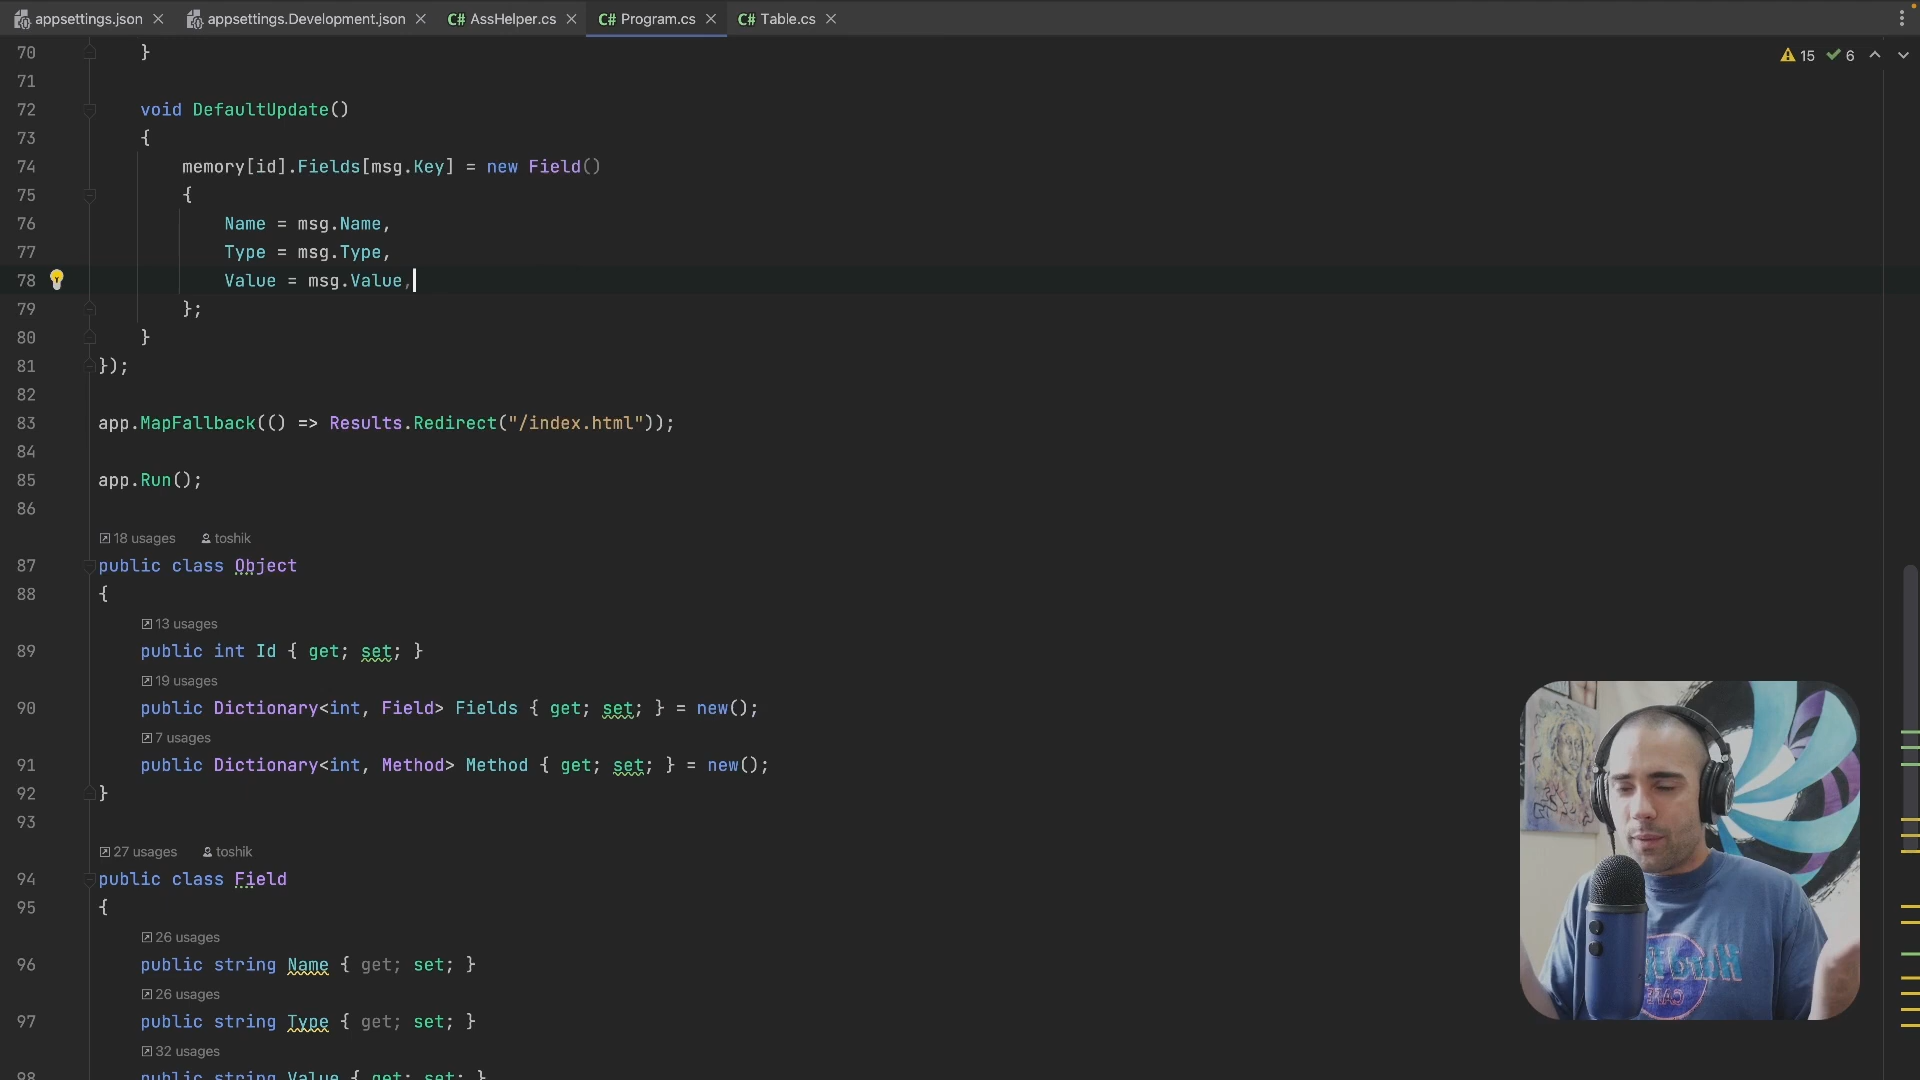 appsettings.json
appsettings.Development.json
C# AssHelper.cs
C# Program.cs
C# Table.cs
15
6
70 }
71
72 void DefaultUpdate()
73 {
74 memory[id].Fields[msg.Key] = new Field()
75 {
76 Name = msg.Name,
77 Type = msg.Type,
78 Value = msg.Value,
79 };
80 }
81 });
82
83 app.MapFallback(() => Results.Redirect("/index.html"));
84
85 app.Run();
86
18 usages toshik
87 public class Object
88 {
13 usages
89 public int Id { get; set; }
19 usages
90 public Dictionary<int, Field> Fields { get; set; } = new();
7 usages
91 public Dictionary<int, Method> Method { get; set; } = new();
92 }
93
27 usages toshik
94 public class Field
95 {
26 usages
96 public string Name { get; set; }
26 usages
97 public string Type { get; set; }
32 usages
98 public string Value { get; set; }